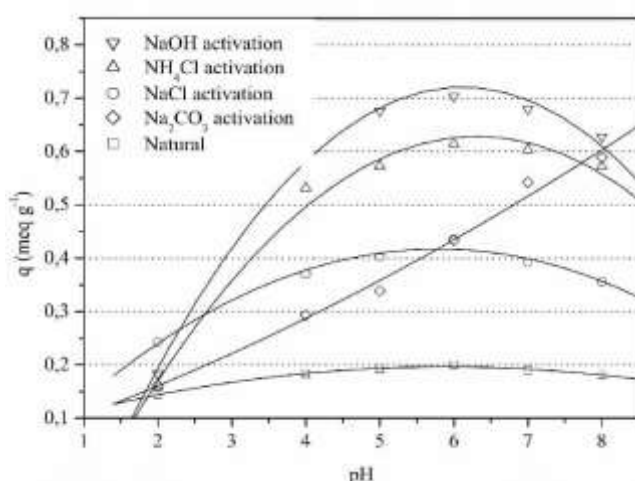 0,8
0,7
0,6
0,5
0,4
0,3
0,2
0,1
q (meq g⁻¹)
NaOH activation
NH₄Cl activation
NaCl activation
Na₂CO₃ activation
Natural
1 2 3 4 5 6 7 8
pH